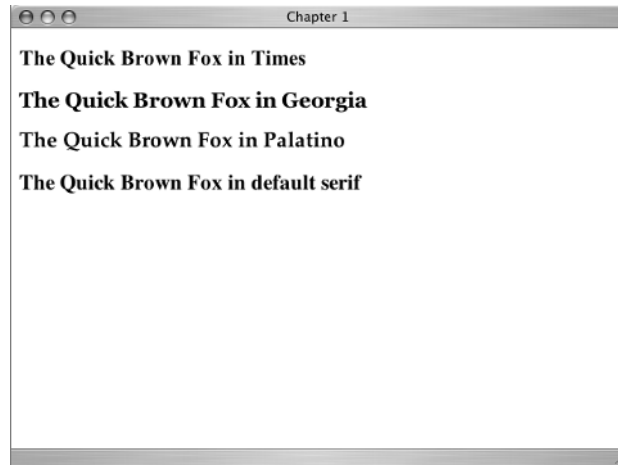 Chapter 1
The Quick Brown Fox in Times
The Quick Brown Fox in Georgia
The Quick Brown Fox in Palatino
The Quick Brown Fox in default serif